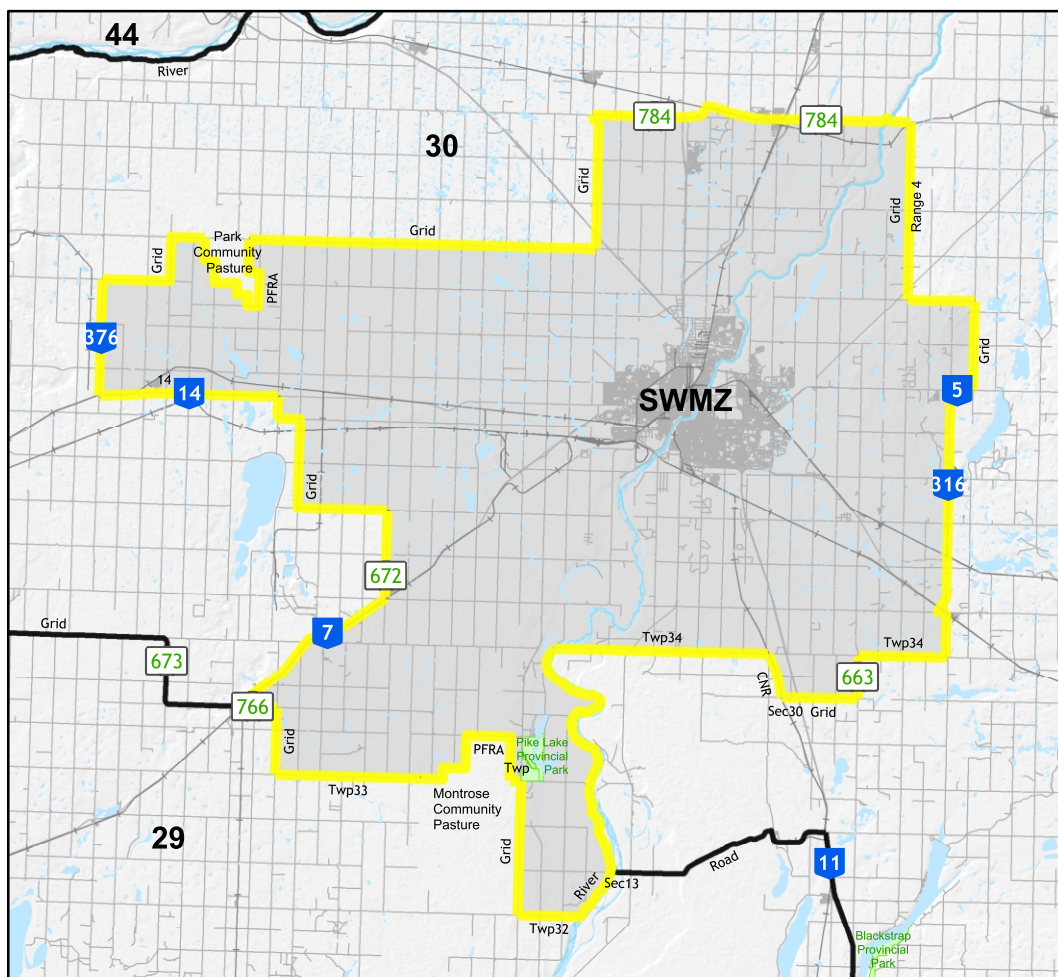 44
River
30
784
784
Grid
Grid
Range 4
Grid
Grid
Park
Community
Pasture
PFRA
376
14
14
Grid
5
SWMZ
316
Grid
672
7
Grid
673
766
Twp34
Twp34
CNR
663
Sec30
Grid
Grid
PFRA
Pike Lake
Provincial
Park
Twp
Twp33
Montrose
Community
Pasture
29
Grid
River
Sec13
Road
11
Twp32
Blackstrap
Provincial
Park